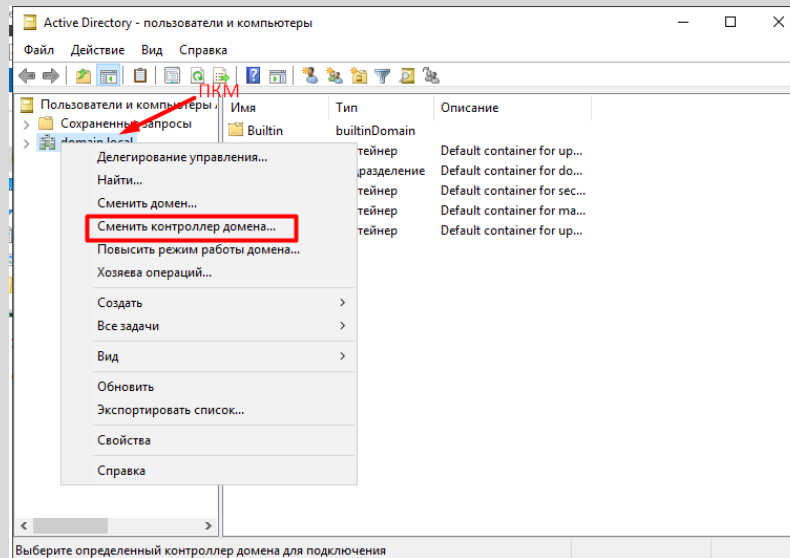 Active Directory - пользователи и компьютеры
Файл Действие Вид Справка
ПКМ
Пользователи и компьютеры
Сохраненные запросы
domain.local
Имя Тип Описание
Builtin builtinDomain
тейнер Default container for up...
разделение Default container for do...
тейнер Default container for sec...
тейнер Default container for ma...
тейнер Default container for up...
Делегирование управления...
Найти...
Сменить домен...
Сменить контроллер домена...
Повысить режим работы домена...
Хозяева операций...
Создать
Все задачи
Вид
Обновить
Экспортировать список...
Свойства
Справка
Выберите определенный контроллер домена для подключения